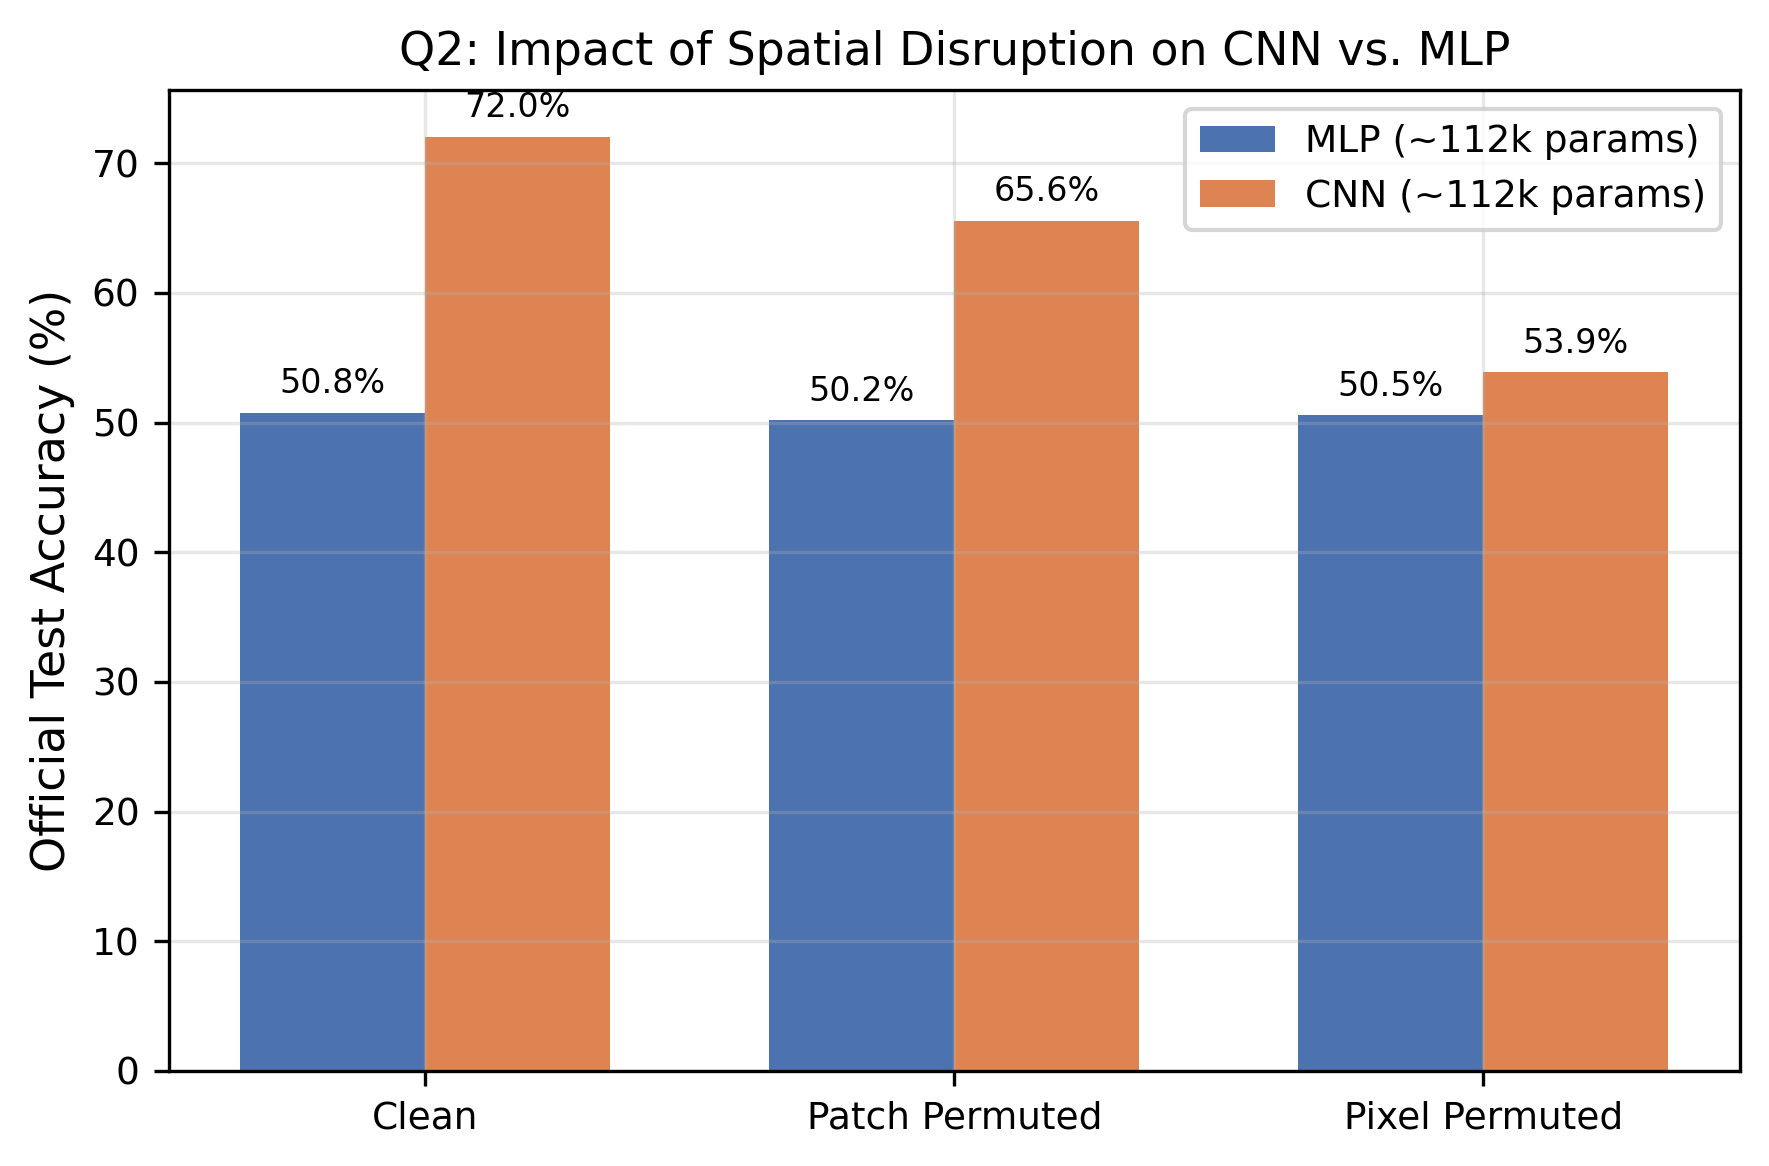 Q2: Impact of Spatial Disruption on CNN vs. MLP
72.0%
MLP (~112k params)
CNN (~112k params)
65.6%
53.9%
50.8%
50.2%
50.5%
Official Test Accuracy (%)
70
60
50
40
30
20
10
0
Clean
Patch Permuted
Pixel Permuted